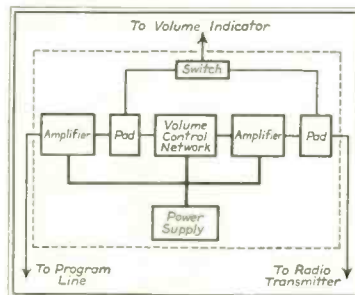 To Volume Indicator
Switch
Amplifier
Pad
Volume
Control
Network
Amplifier
Pad
Power
Supply
To Program
Line
To Radio
Transmitter